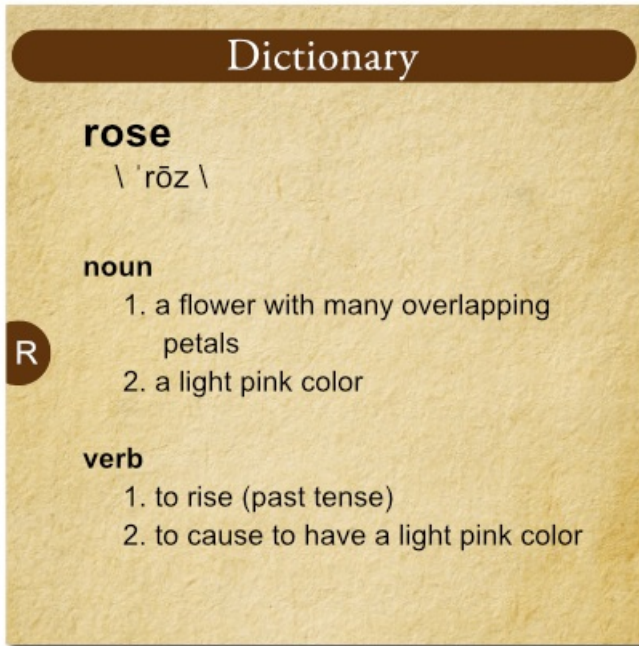 Dictionary
rose
\ ˈrōz \
noun
1. a flower with many overlapping
petals
2. a light pink color
R
verb
1. to rise (past tense)
2. to cause to have a light pink color